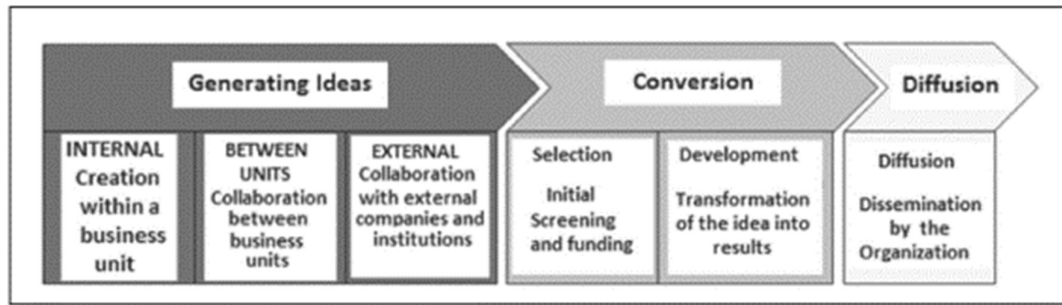 Generating Ideas
Conversion
Diffusion
INTERNAL
Creation
within a
business
unit
BETWEEN
UNITS
Collaboration
between
business
units
EXTERNAL
Collaboration
with external
companies and
institutions
Selection
Initial
Screening
and funding
Development
Transformation
of the idea into
results
Diffusion
Dissemination
by the
Organization